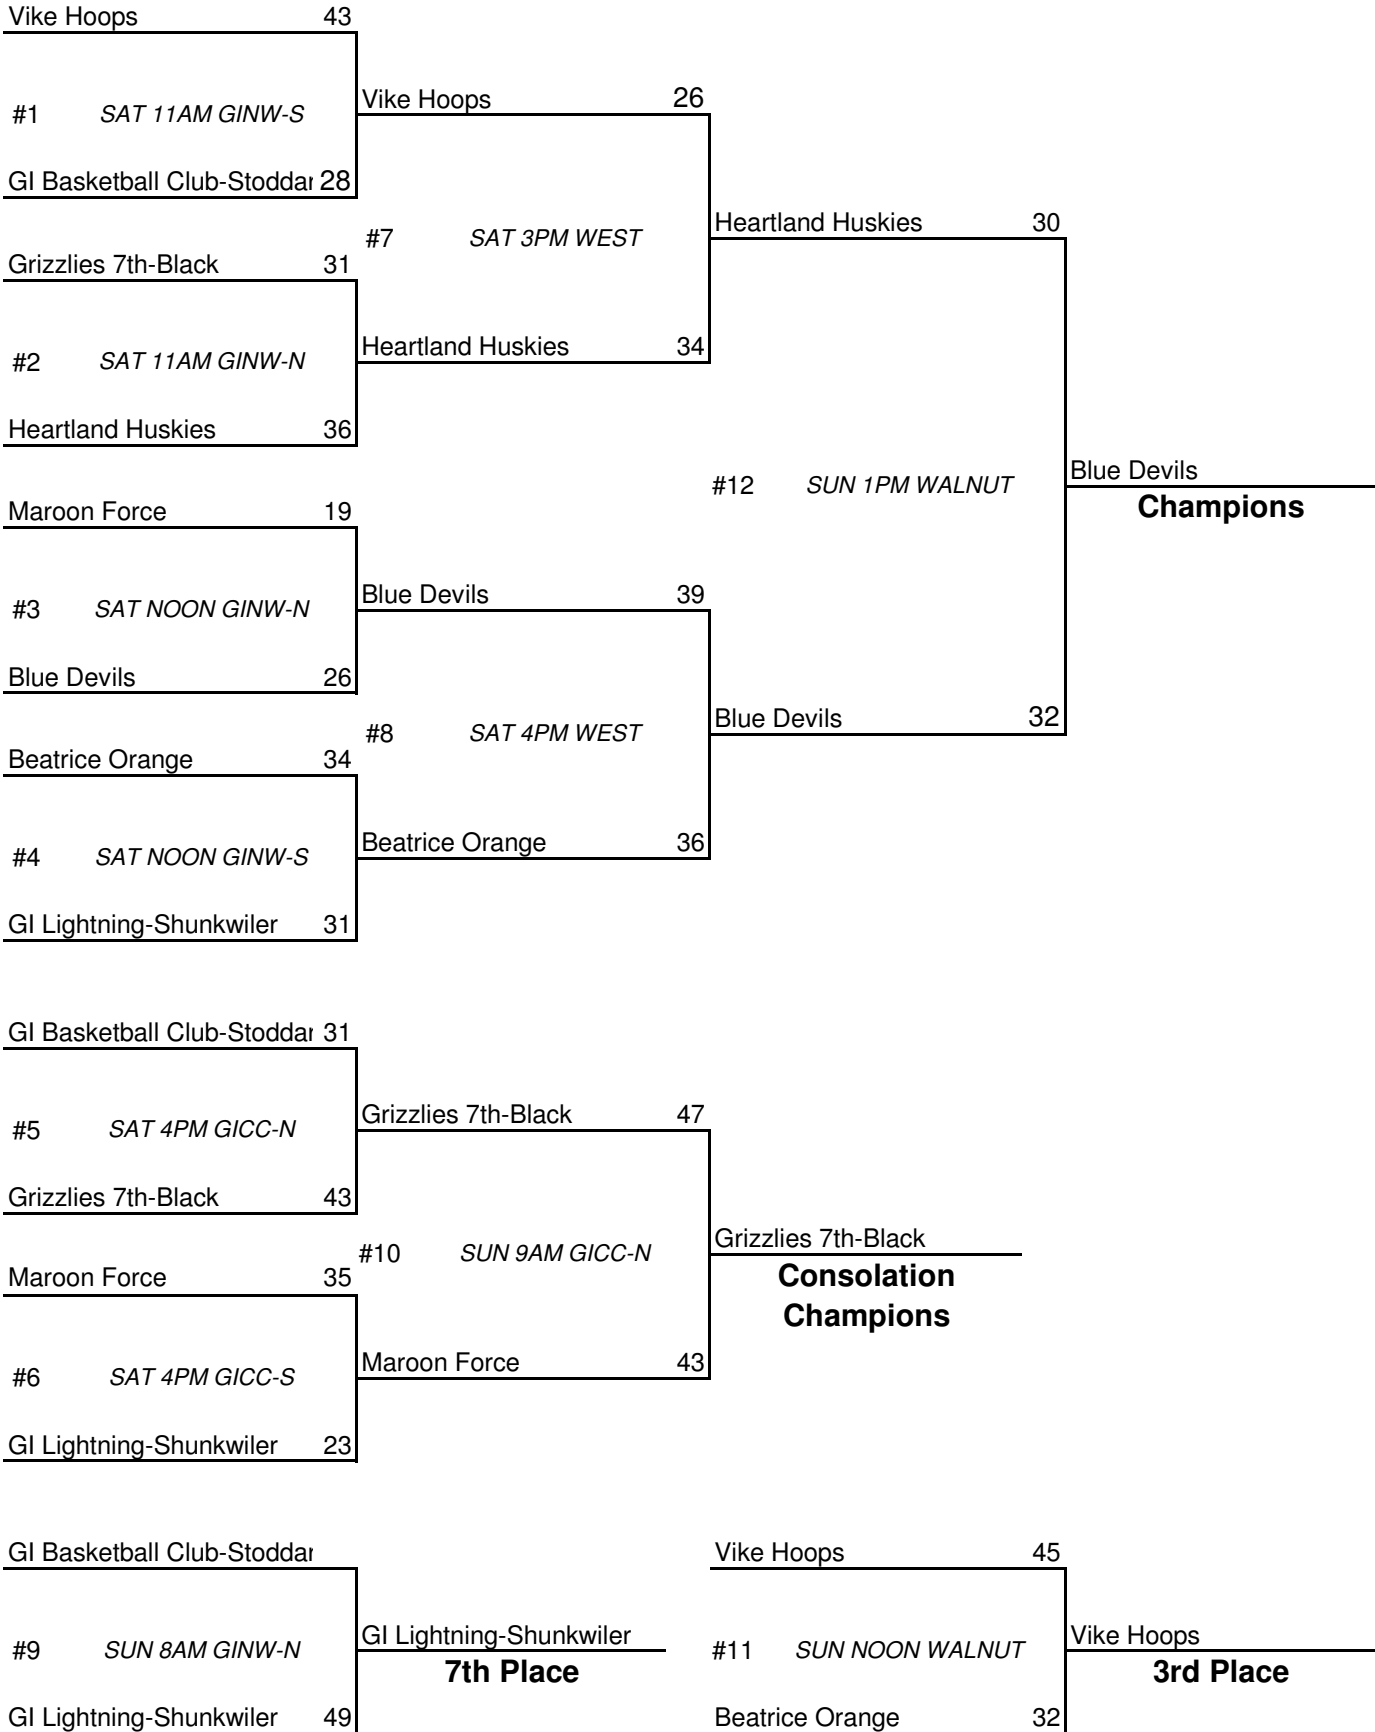 Vike Hoops 43
#1 SAT 11AM GINW-S
Vike Hoops 26
GI Basketball Club-Stoddar 28
#7 SAT 3PM WEST
Heartland Huskies 30
Grizzlies 7th-Black 31
#2 SAT 11AM GINW-N
Heartland Huskies 34
Heartland Huskies 36
#12 SUN 1PM WALNUT
Blue Devils
Champions
Maroon Force 19
#3 SAT NOON GINW-N
Blue Devils 39
Blue Devils 26
#8 SAT 4PM WEST
Blue Devils 32
Beatrice Orange 34
#4 SAT NOON GINW-S
Beatrice Orange 36
GI Lightning-Shunkwiler 31
GI Basketball Club-Stoddar 31
#5 SAT 4PM GICC-N
Grizzlies 7th-Black 47
Grizzlies 7th-Black 43
#10 SUN 9AM GICC-N
Grizzlies 7th-Black
Consolation
Champions
Maroon Force 35
#6 SAT 4PM GICC-S
Maroon Force 43
GI Lightning-Shunkwiler 23
GI Basketball Club-Stoddar
#9 SUN 8AM GINW-N
GI Lightning-Shunkwiler
7th Place
GI Lightning-Shunkwiler 49
Vike Hoops 45
#11 SUN NOON WALNUT
Vike Hoops
3rd Place
Beatrice Orange 32